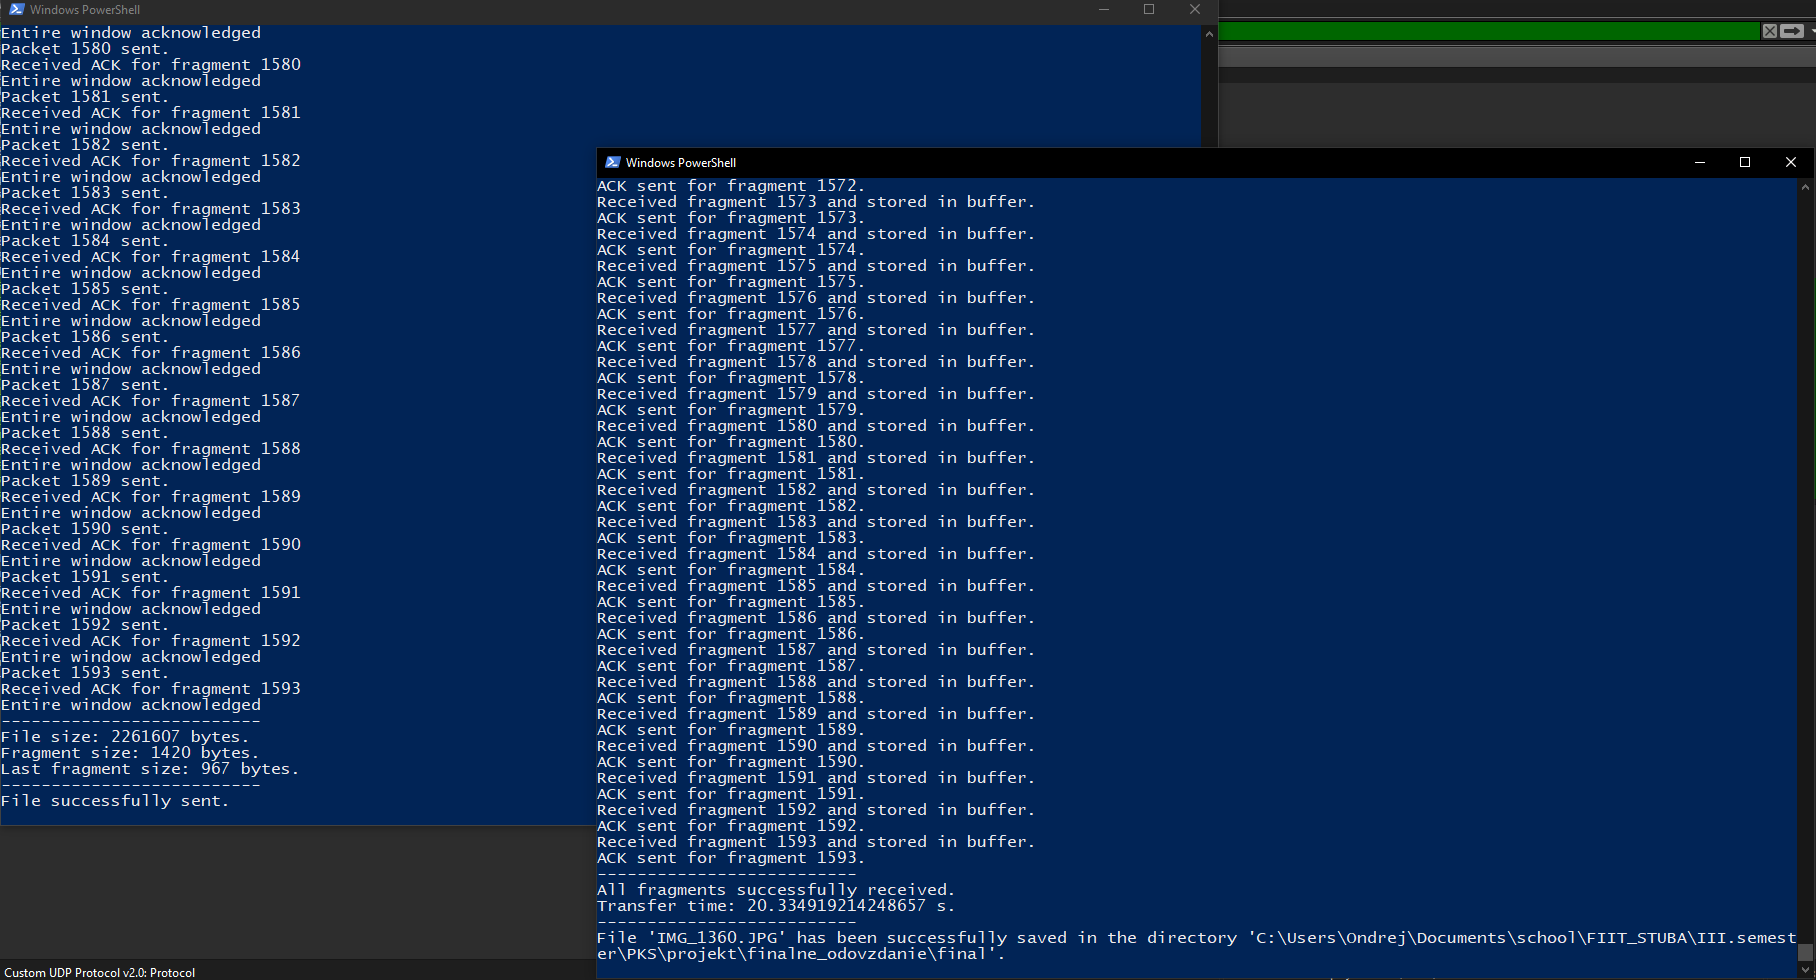 Windows PowerShell
Entire window acknowledged
Packet 1580 sent.
Received ACK for fragment 1580
Entire window acknowledged
Packet 1581 sent.
Received ACK for fragment 1581
Entire window acknowledged
Packet 1582 sent.
Received ACK for fragment 1582
Entire window acknowledged
Packet 1583 sent.
Received ACK for fragment 1583
Entire window acknowledged
Packet 1584 sent.
Received ACK for fragment 1584
Entire window acknowledged
Packet 1585 sent.
Received ACK for fragment 1585
Entire window acknowledged
Packet 1586 sent.
Received ACK for fragment 1586
Entire window acknowledged
Packet 1587 sent.
Received ACK for fragment 1587
Entire window acknowledged
Packet 1588 sent.
Received ACK for fragment 1588
Entire window acknowledged
Packet 1589 sent.
Received ACK for fragment 1589
Entire window acknowledged
Packet 1590 sent.
Received ACK for fragment 1590
Entire window acknowledged
Packet 1591 sent.
Received ACK for fragment 1591
Entire window acknowledged
Packet 1592 sent.
Received ACK for fragment 1592
Entire window acknowledged
Packet 1593 sent.
Received ACK for fragment 1593
Entire window acknowledged
--------------------------
File size: 2261607 bytes.
Fragment size: 1420 bytes.
Last fragment size: 967 bytes.
--------------------------
File successfully sent.
Windows PowerShell
ACK sent for fragment 1572.
Received fragment 1573 and stored in buffer.
ACK sent for fragment 1573.
Received fragment 1574 and stored in buffer.
ACK sent for fragment 1574.
Received fragment 1575 and stored in buffer.
ACK sent for fragment 1575.
Received fragment 1576 and stored in buffer.
ACK sent for fragment 1576.
Received fragment 1577 and stored in buffer.
ACK sent for fragment 1577.
Received fragment 1578 and stored in buffer.
ACK sent for fragment 1578.
Received fragment 1579 and stored in buffer.
ACK sent for fragment 1579.
Received fragment 1580 and stored in buffer.
ACK sent for fragment 1580.
Received fragment 1581 and stored in buffer.
ACK sent for fragment 1581.
Received fragment 1582 and stored in buffer.
ACK sent for fragment 1582.
Received fragment 1583 and stored in buffer.
ACK sent for fragment 1583.
Received fragment 1584 and stored in buffer.
ACK sent for fragment 1584.
Received fragment 1585 and stored in buffer.
ACK sent for fragment 1585.
Received fragment 1586 and stored in buffer.
ACK sent for fragment 1586.
Received fragment 1587 and stored in buffer.
ACK sent for fragment 1587.
Received fragment 1588 and stored in buffer.
ACK sent for fragment 1588.
Received fragment 1589 and stored in buffer.
ACK sent for fragment 1589.
Received fragment 1590 and stored in buffer.
ACK sent for fragment 1590.
Received fragment 1591 and stored in buffer.
ACK sent for fragment 1591.
Received fragment 1592 and stored in buffer.
ACK sent for fragment 1592.
Received fragment 1593 and stored in buffer.
ACK sent for fragment 1593.
--------------------------
All fragments successfully received.
Transfer time: 20.334919214248657 s.
--------------------------
File 'IMG_1360.JPG' has been successfully saved in the directory 'C:\Users\Ondrej\Documents\school\FIIT_STUBA\III.semest
er\PKS\projekt\finalne_odovzdanie\final'.
Custom UDP Protocol v2.0: Protocol